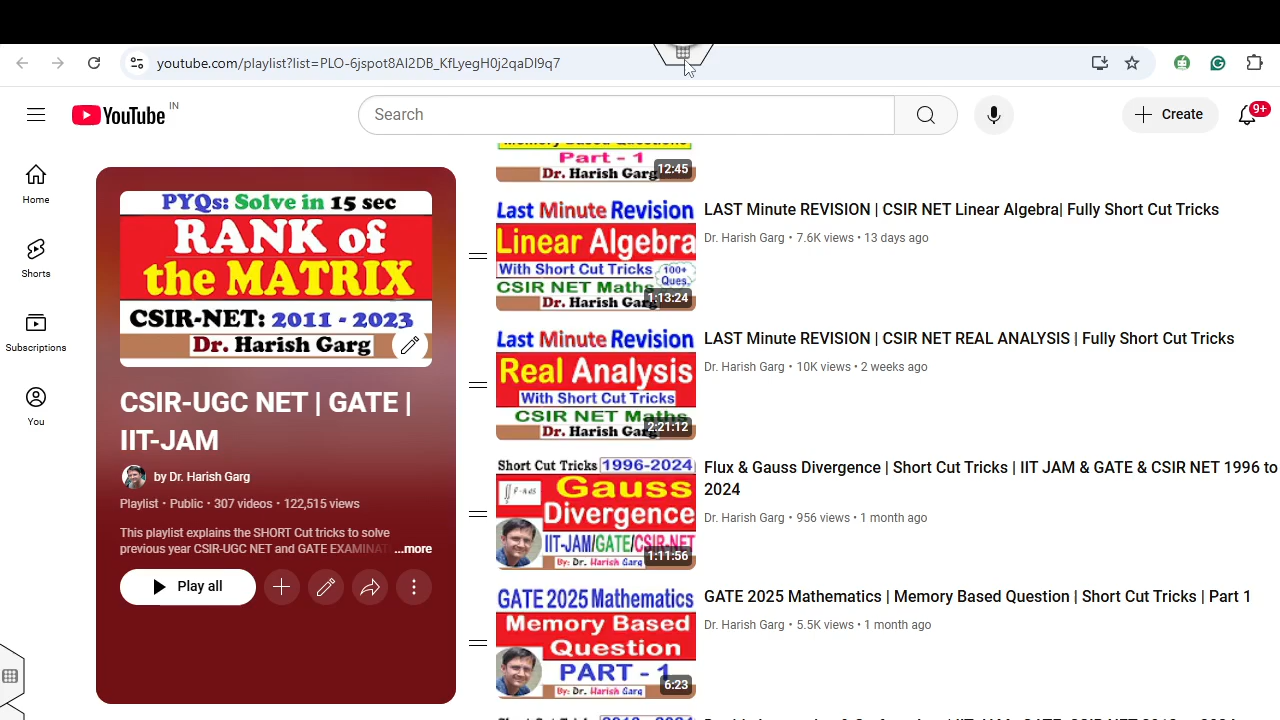 youtube.com/playlist?list=PLO-6jspot8AI2DB_KfLyegH0j2qaDI9q7
YouTube IN
Search
Create
9+
Home
Shorts
Subscriptions
You
PYQs: Solve in 15 sec
RANK of
the MATRIX
CSIR-NET: 2011 - 2023
Dr. Harish Garg
CSIR-UGC NET | GATE |
IIT-JAM
by Dr. Harish Garg
Playlist • Public • 307 videos • 122,515 views
This playlist explains the SHORT Cut tricks to solve
previous year CSIR-UGC NET and GATE EXAMINAT ...more
Play all
Memory Based Questions
Part - 1
12:45
Dr. Harish Garg
Last Minute Revision
Linear Algebra
With Short Cut Tricks 100+
Ques.
CSIR NET Maths
1:13:24
Dr. Harish Garg
LAST Minute REVISION | CSIR NET Linear Algebra| Fully Short Cut Tricks
Dr. Harish Garg • 7.6K views • 13 days ago
Last Minute Revision
Real Analysis
With Short Cut Tricks
CSIR NET Maths
2:21:12
Dr. Harish Garg
LAST Minute REVISION | CSIR NET REAL ANALYSIS | Fully Short Cut Tricks
Dr. Harish Garg • 10K views • 2 weeks ago
Short Cut Tricks 1996-2024
Gauss
Divergence
IIT-JAM/GATE/CSIR-NET
1:11:56
By: Dr. Harish Garg
Flux & Gauss Divergence | Short Cut Tricks | IIT JAM & GATE & CSIR NET 1996 to
2024
Dr. Harish Garg • 956 views • 1 month ago
GATE 2025 Mathematics
Memory Based
Question
PART - 1
6:23
By: Dr. Harish Garg
GATE 2025 Mathematics | Memory Based Question | Short Cut Tricks | Part 1
Dr. Harish Garg • 5.5K views • 1 month ago